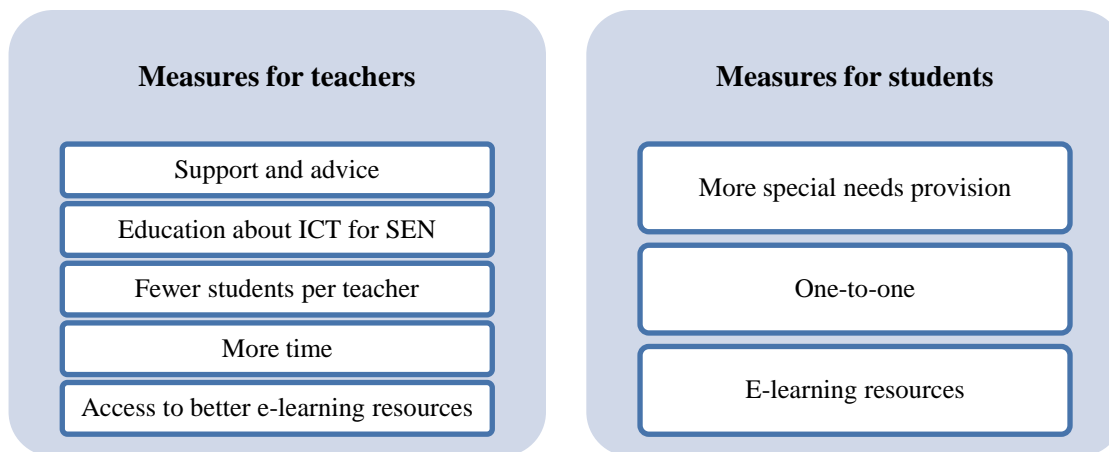 Measures for teachers
Support and advice
Education about ICT for SEN
Fewer students per teacher
More time
Access to better e-learning resources
Measures for students
More special needs provision
One-to-one
E-learning resources